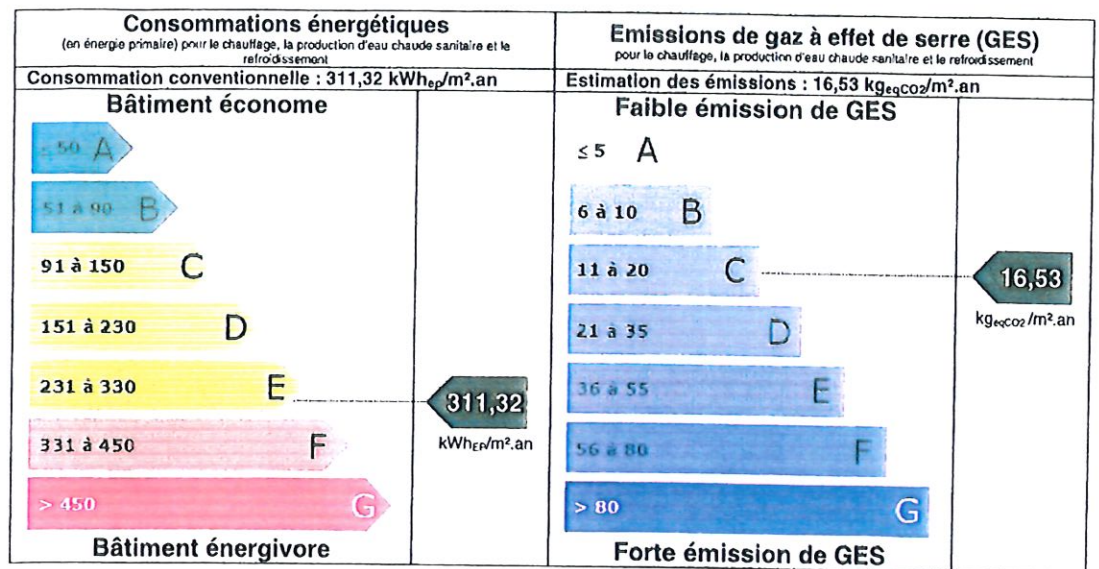 Consommations énergétiques
(en énergie primaire) pour le chauffage, la production d'eau chaude sanitaire et le
refroidissement
Consommation conventionnelle : 311,32 kWhep/m².an
Bâtiment économe
≤ 50 A
51 à 90 B
91 à 150 C
151 à 230 D
231 à 330 E
331 à 450 F
> 450 G
Bâtiment énergivore
311,32
kWhEP/m².an
Emissions de gaz à effet de serre (GES)
pour le chauffage, la production d'eau chaude sanitaire et le refroidissement
Estimation des émissions : 16,53 kgeqCO2/m².an
Faible émission de GES
≤ 5 A
6 à 10 B
11 à 20 C
21 à 35 D
36 à 55 E
56 à 80 F
> 80 G
Forte émission de GES
16,53
kgeqCO2/m².an